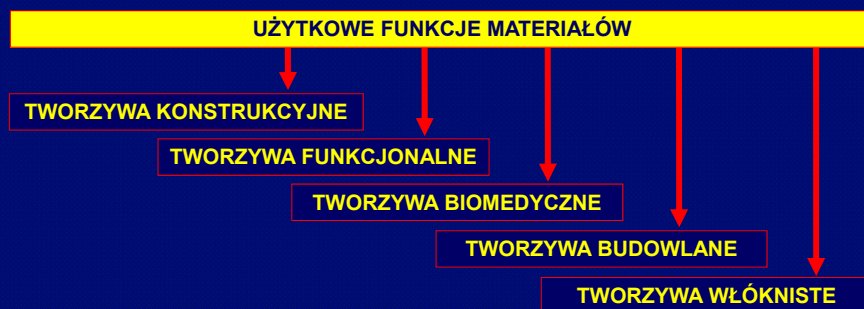 UŻYTKOWE FUNKCJE MATERIAŁÓW
TWORZYWA KONSTRUKCYJNE
TWORZYWA FUNKCJONALNE
TWORZYWA BIOMEDYCZNE
TWORZYWA BUDOWLANE
TWORZYWA WŁÓKNISTE